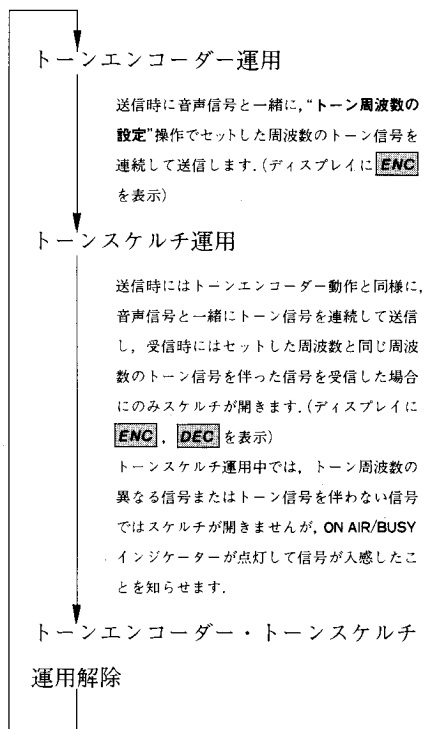 トーンエンコーダー運用
送信時に音声信号と一緒に,“トーン周波数の
設定”操作でセットした周波数のトーン信号を
連続して送信します.(ディスプレイにENC
を表示)
トーンスケルチ運用
送信時にはトーンエンコーダー動作と同様に,
音声信号と一緒にトーン信号を連続して送信
し,受信時にはセットした周波数と同じ周波
数のトーン信号を伴った信号を受信した場合
にのみスケルチが開きます.(ディスプレイに
ENC, DECを表示)
トーンスケルチ運用中では,トーン周波数の
異なる信号またはトーン信号を伴わない信号
ではスケルチが開きませんが,ON AIR/BUSY
インジケーターが点灯して信号が入感したこ
とを知らせます.
トーンエンコーダー・トーンスケルチ
運用解除